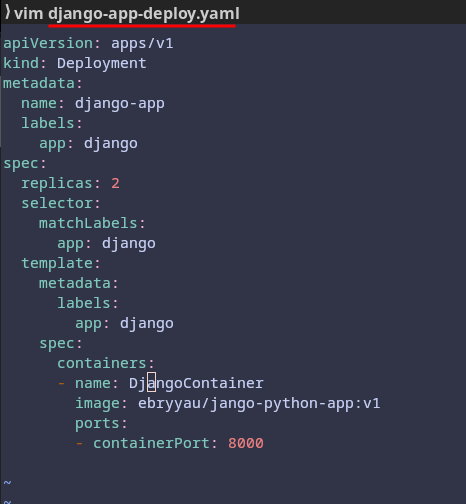 ⟩ vim django-app-deploy.yaml
apiVersion: apps/v1
kind: Deployment
metadata:
  name: django-app
  labels:
    app: django
spec:
  replicas: 2
  selector:
    matchLabels:
      app: django
  template:
    metadata:
      labels:
        app: django
    spec:
      containers:
      - name: DjangoContainer
        image: ebryyau/jango-python-app:v1
        ports:
        - containerPort: 8000
~
~